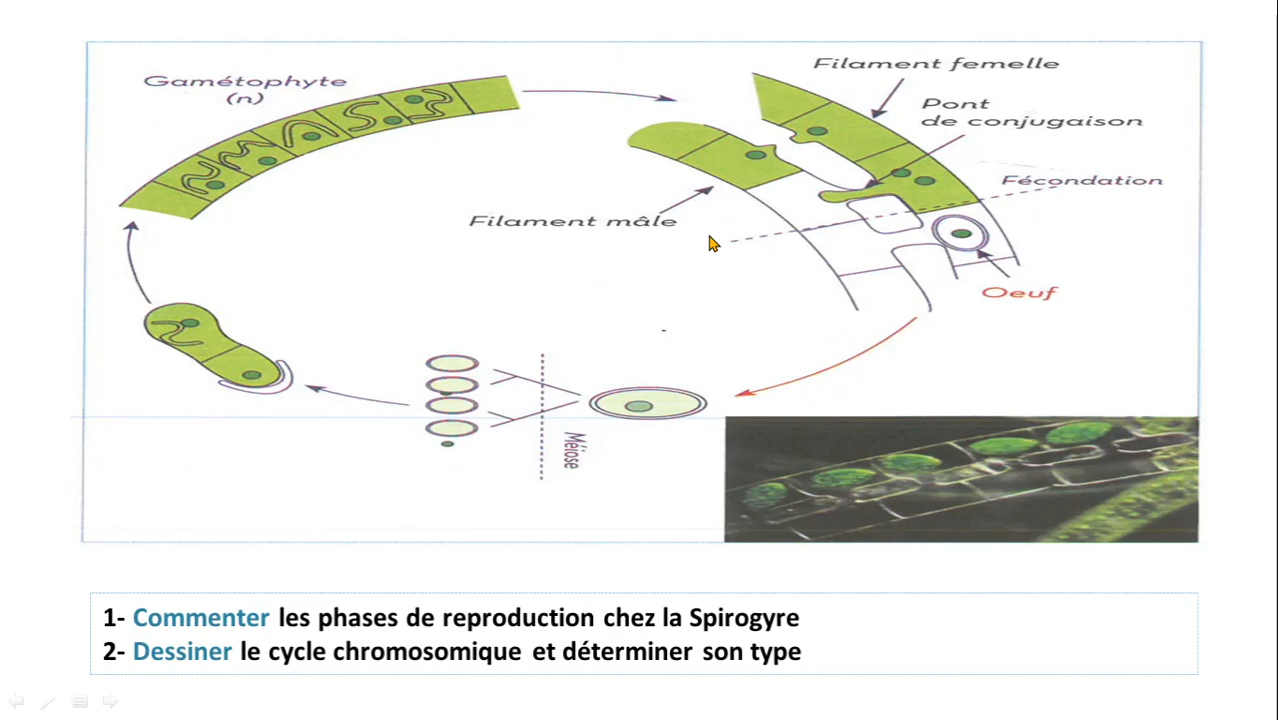 Gamétophyte
(n)
Filament femelle
Pont
de conjugaison
Fécondation
Filament mâle
Oeuf
Méiose
1- Commenter les phases de reproduction chez la Spirogyre
2- Dessiner le cycle chromosomique et déterminer son type